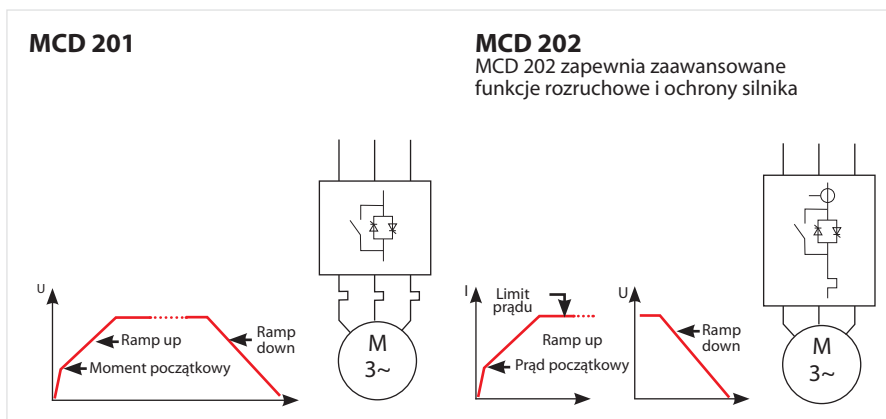 MCD 201
U
Ramp up
Moment początkowy
Ramp
down
M
3~
MCD 202
MCD 202 zapewnia zaawansowane
funkcje rozruchowe i ochrony silnika
I
Limit
prądu
Ramp up
Prąd początkowy
U
Ramp
down
M
3~